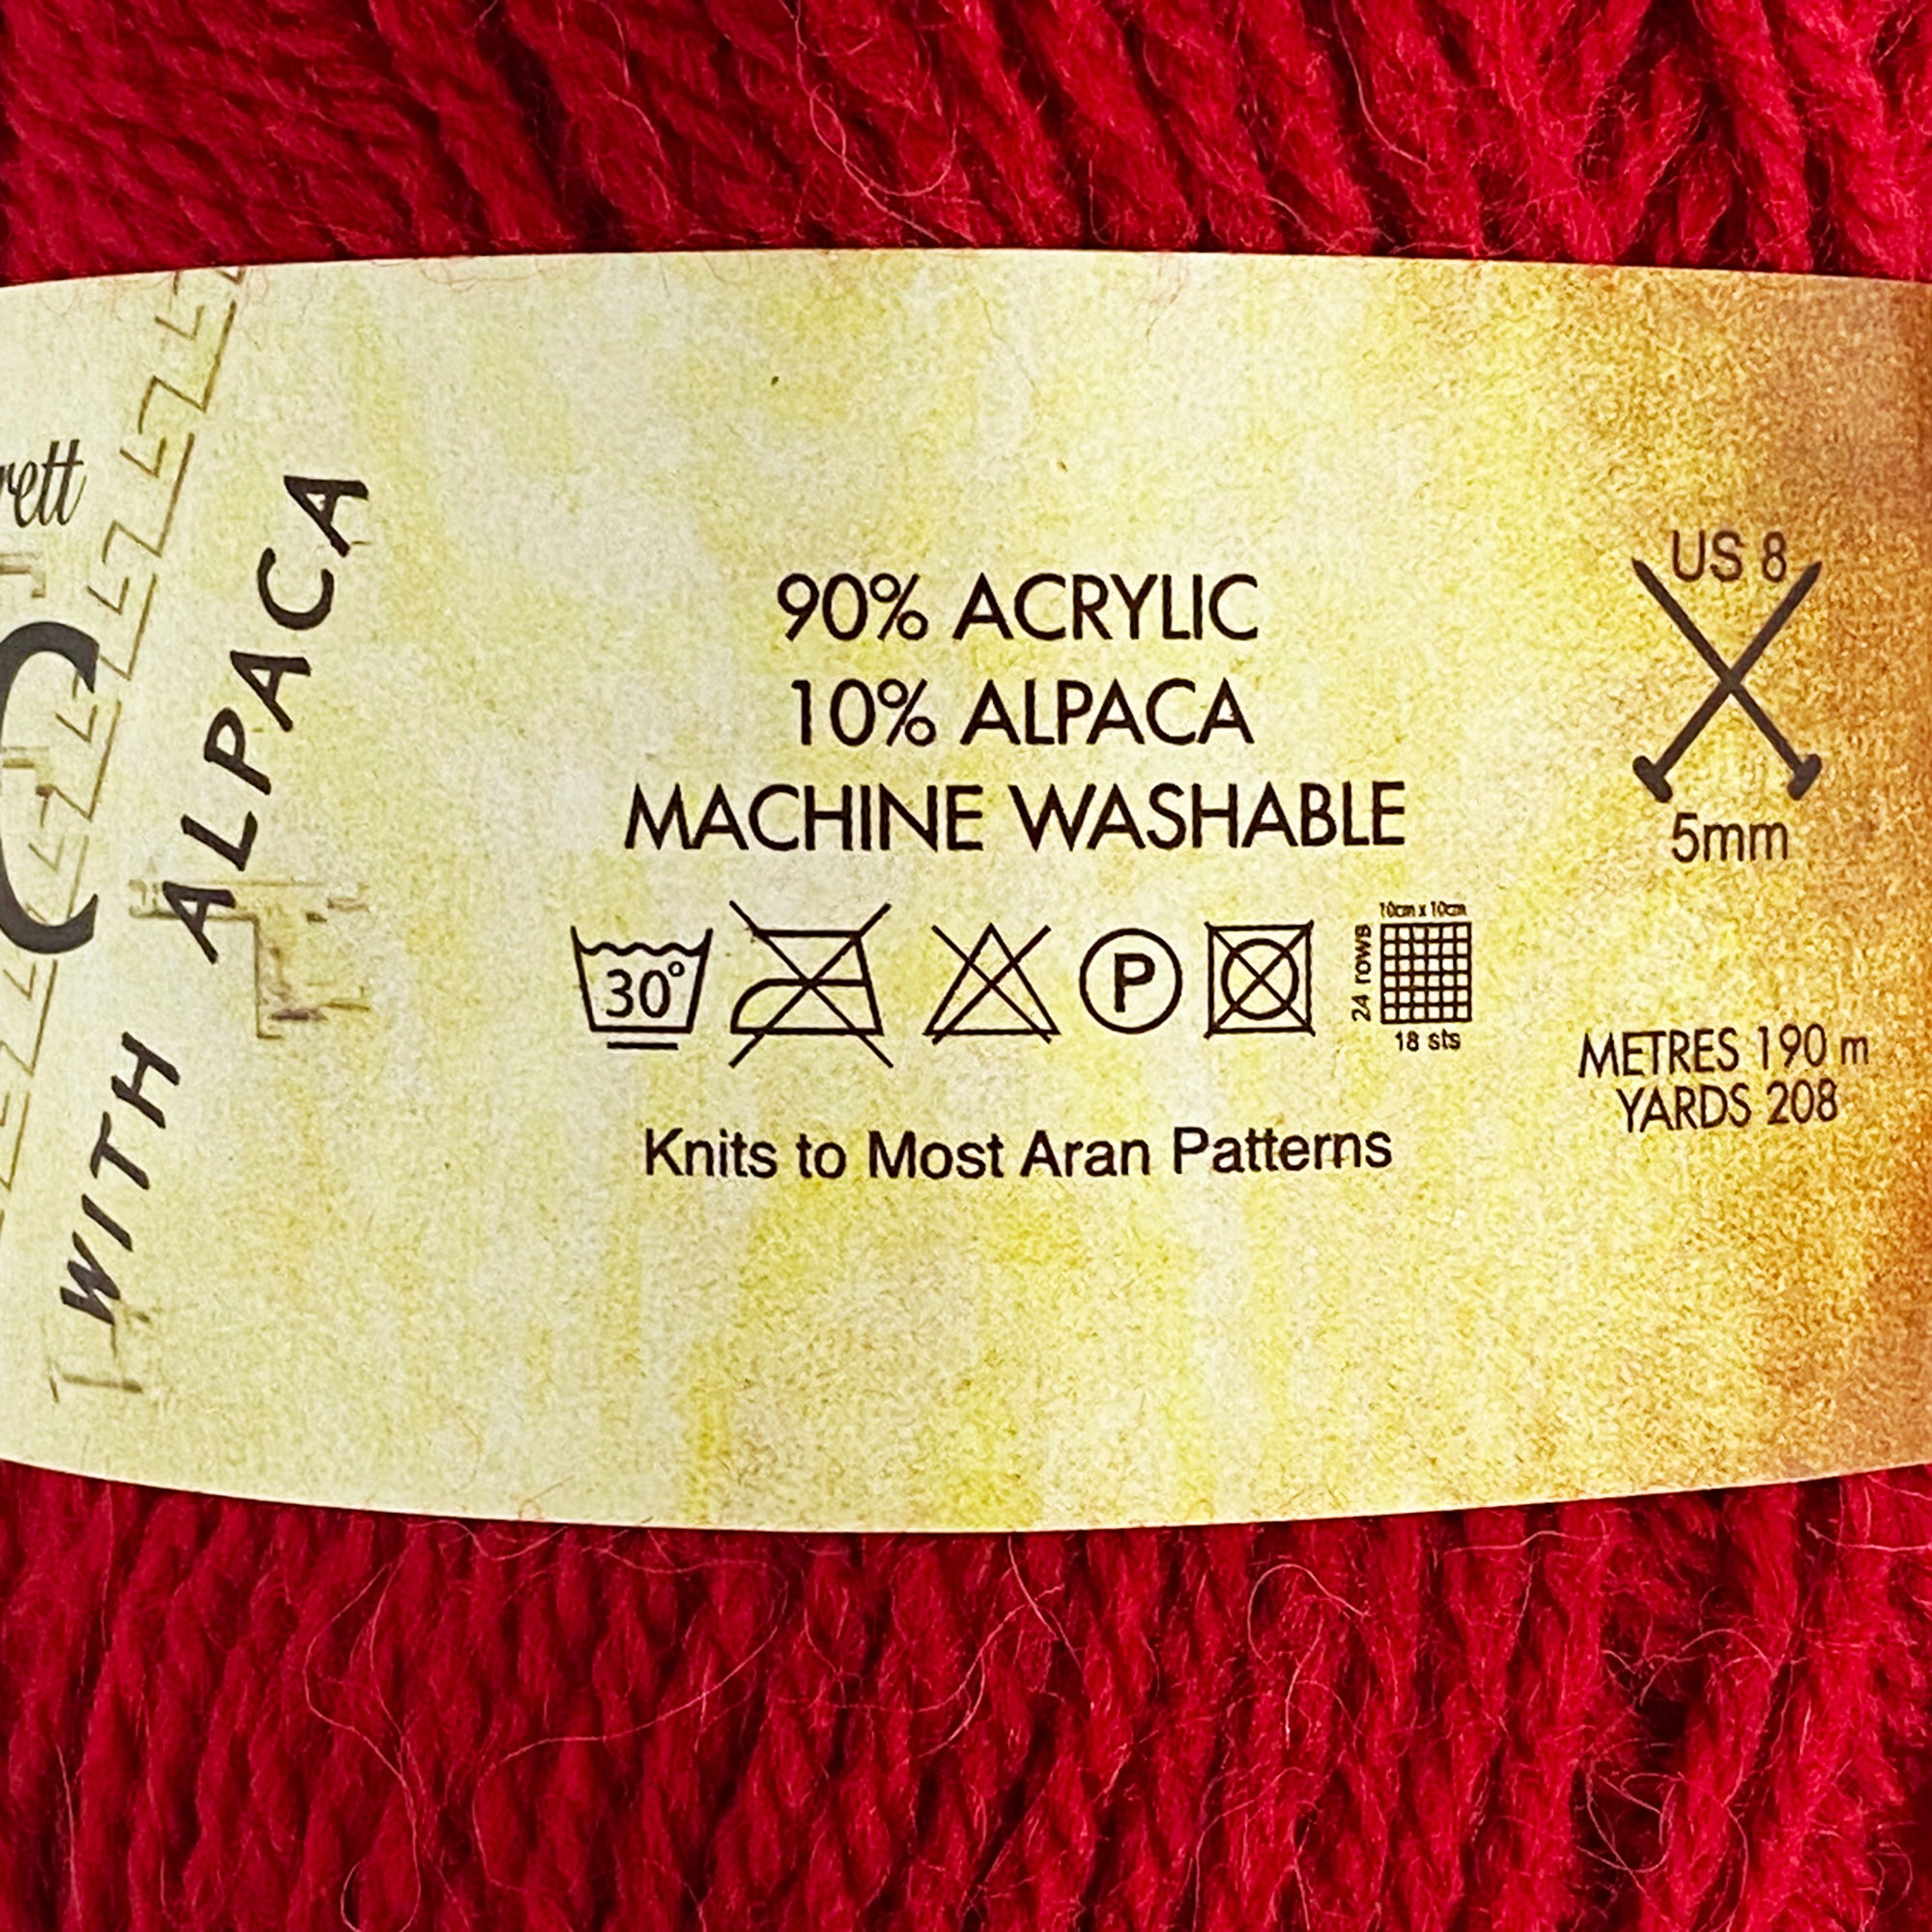 WITH ALPACA
90% ACRYLIC
10% ALPACA
MACHINE WASHABLE
30°
P
10cm x 10cm
24 rows
18 sts
Knits to Most Aran Patterns
US 8
5mm
METRES 190 m
YARDS 208